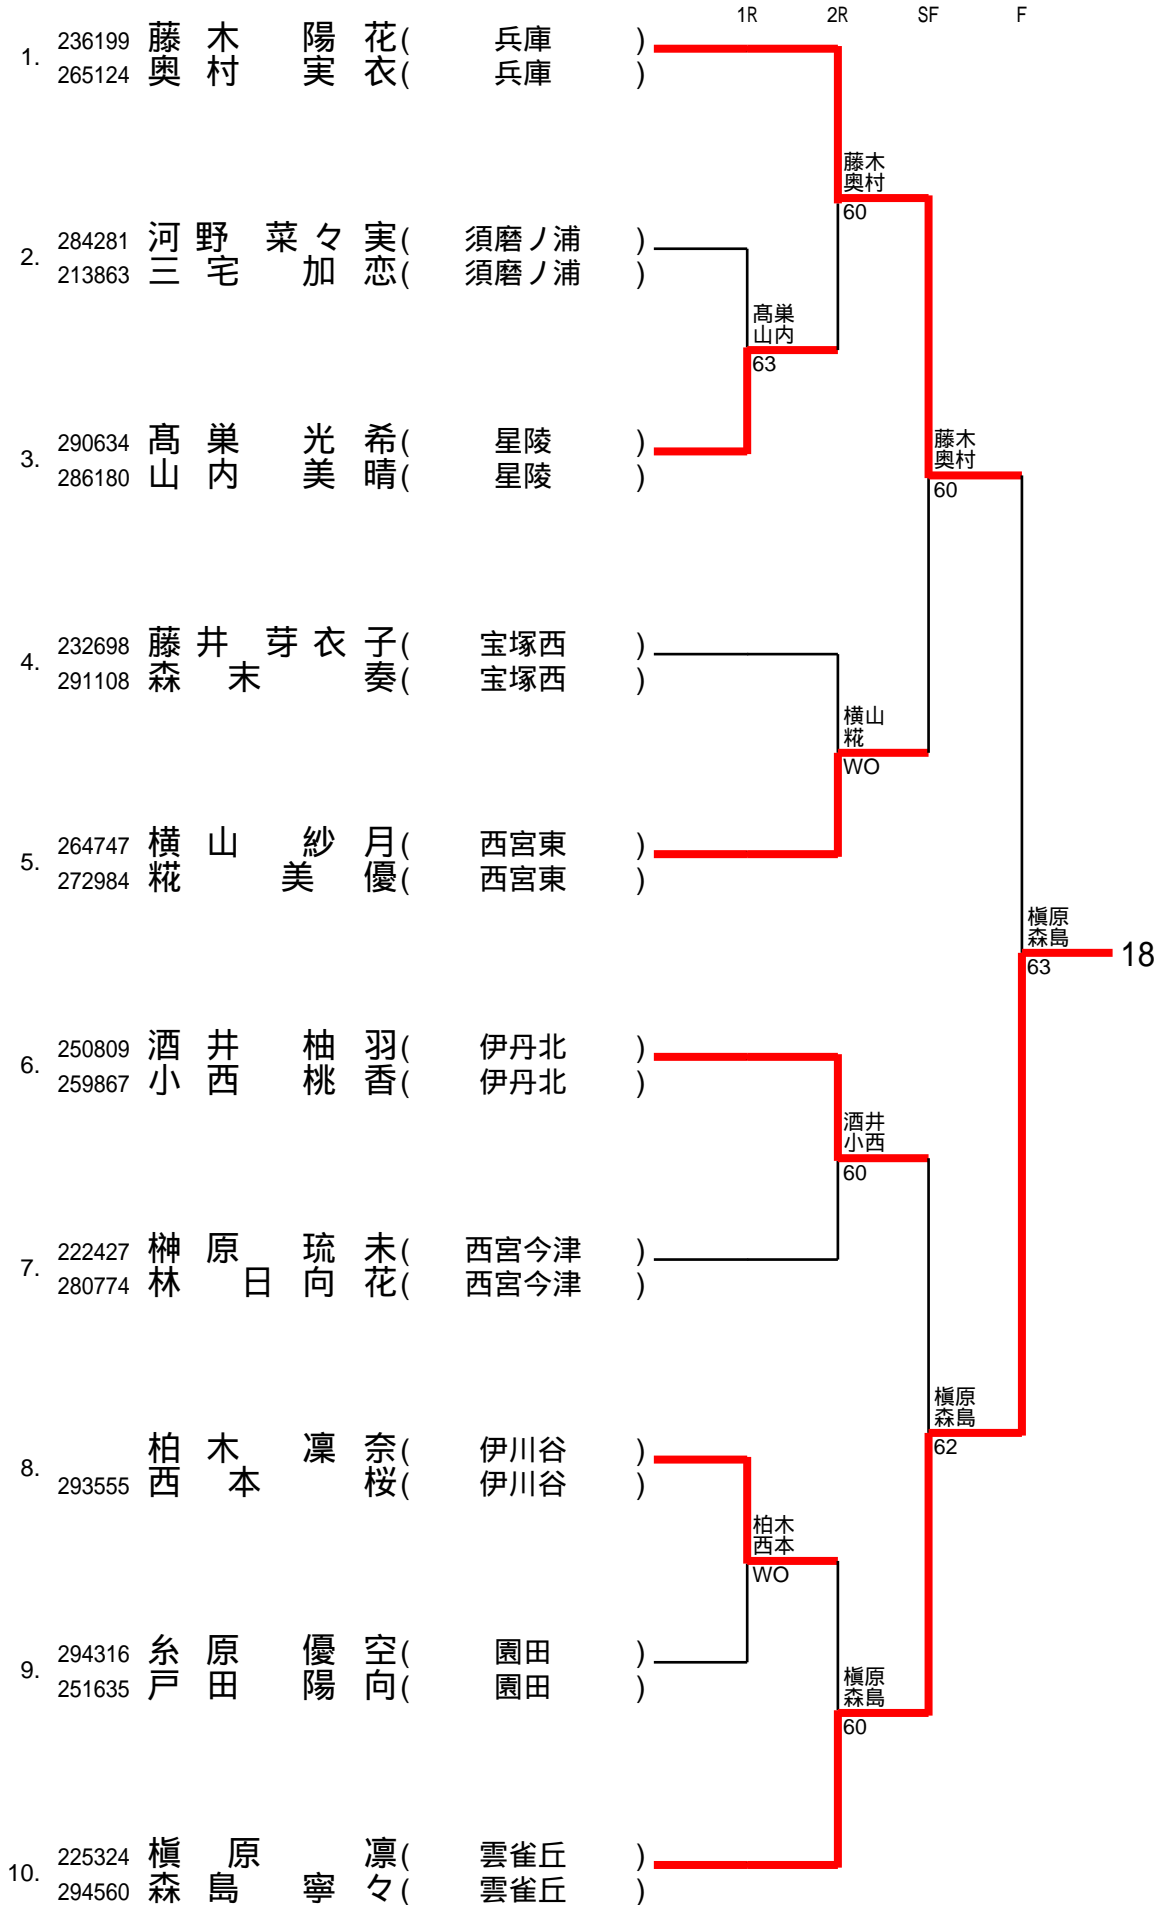 1R 2R SF F
1. 236199 藤木 陽花( 兵庫 )
265124 奥村 実衣( 兵庫 )
藤木
奥村
60
2. 284281 河野 菜々実( 須磨ノ浦 )
213863 三宅 加恋( 須磨ノ浦 )
髙巣
山内
63
3. 290634 髙巣 光希( 星陵 )
286180 山内 美晴( 星陵 )
藤木
奥村
60
4. 232698 藤井 芽衣子( 宝塚西 )
291108 森末 奏( 宝塚西 )
横山
糀
WO
5. 264747 横山 紗月( 西宮東 )
272984 糀 美優( 西宮東 )
槇原
森島
63
18
6. 250809 酒井 柚羽( 伊丹北 )
259867 小西 桃香( 伊丹北 )
酒井
小西
60
7. 222427 榊原 琉未( 西宮今津 )
280774 林 日向花( 西宮今津 )
槇原
森島
62
8. 柏木 凜奈( 伊川谷 )
293555 西本 桜( 伊川谷 )
柏木
西本
WO
9. 294316 糸原 優空( 園田 )
251635 戸田 陽向( 園田 )
槇原
森島
60
10. 225324 槇原 凛( 雲雀丘 )
294560 森島 寧々( 雲雀丘 )